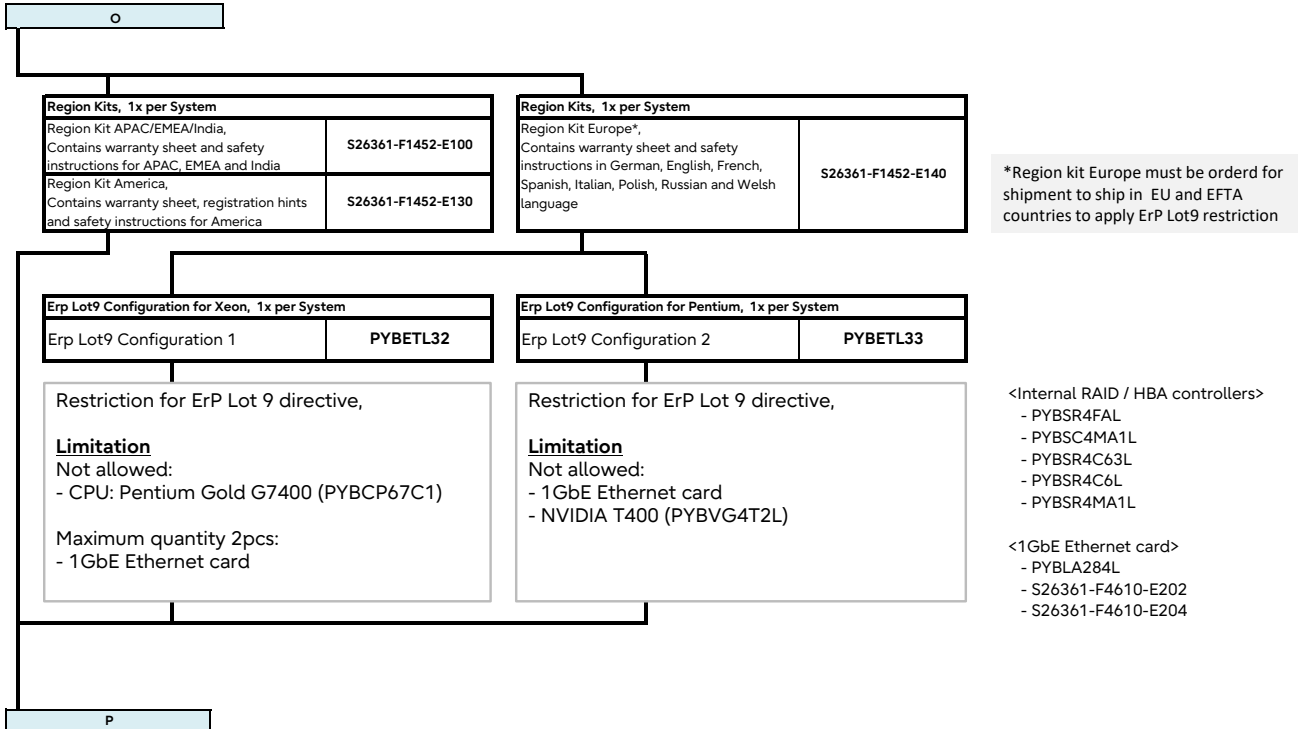 O
Region Kits, 1x per System
Region Kit APAC/EMEA/India,
Contains warranty sheet and safety
instructions for APAC, EMEA and India
S26361-F1452-E100
Region Kit America,
Contains warranty sheet, registration hints
and safety instructions for America
S26361-F1452-E130
Region Kits, 1x per System
Region Kit Europe*,
Contains warranty sheet and safety
instructions in German, English, French,
Spanish, Italian, Polish, Russian and Welsh
language
S26361-F1452-E140
*Region kit Europe must be orderd for
shipment to ship in EU and EFTA
countries to apply ErP Lot9 restriction
Erp Lot9 Configuration for Xeon, 1x per System
Erp Lot9 Configuration 1
PYBETL32
Erp Lot9 Configuration for Pentium, 1x per System
Erp Lot9 Configuration 2
PYBETL33
Restriction for ErP Lot 9 directive,
Limitation
Not allowed:
- CPU: Pentium Gold G7400 (PYBCP67C1)
Maximum quantity 2pcs:
- 1GbE Ethernet card
Restriction for ErP Lot 9 directive,
Limitation
Not allowed:
- 1GbE Ethernet card
- NVIDIA T400 (PYBVG4T2L)
<Internal RAID / HBA controllers>
- PYBSR4FAL
- PYBSC4MA1L
- PYBSR4C63L
- PYBSR4C6L
- PYBSR4MA1L
<1GbE Ethernet card>
- PYBLA284L
- S26361-F4610-E202
- S26361-F4610-E204
P